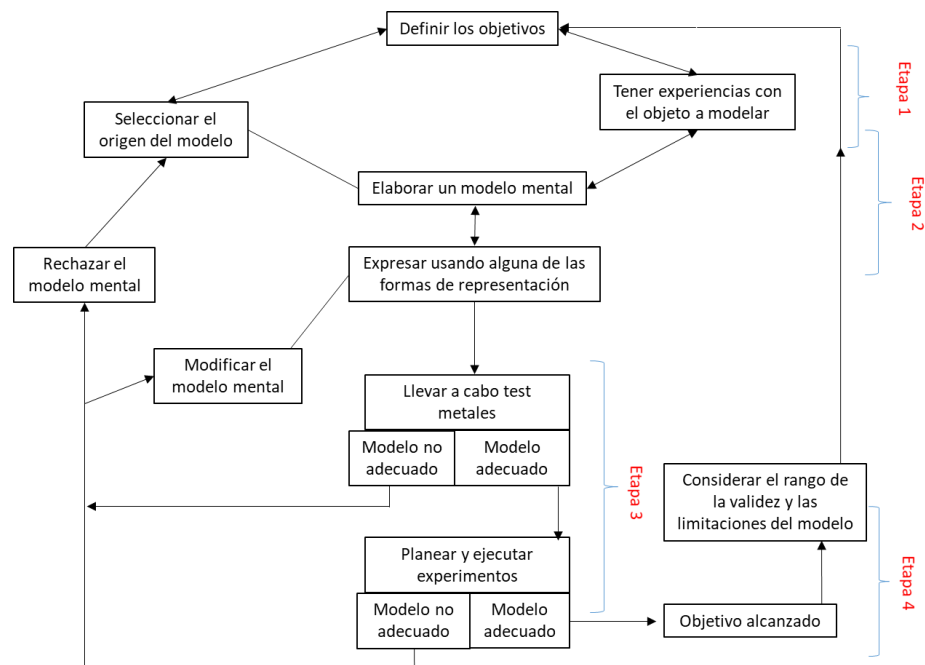 Definir los objetivos
Etapa 1
Tener experiencias con
el objeto a modelar
Seleccionar el
origen del modelo
Elaborar un modelo mental
Etapa 2
Rechazar el
modelo mental
Expresar usando alguna de las
formas de representación
Modificar el
modelo mental
Llevar a cabo test
metales
Modelo no
adecuado
Modelo
adecuado
Etapa 3
Considerar el rango de
la validez y las
limitaciones del modelo
Planear y ejecutar
experimentos
Modelo no
adecuado
Modelo
adecuado
Objetivo alcanzado
Etapa 4